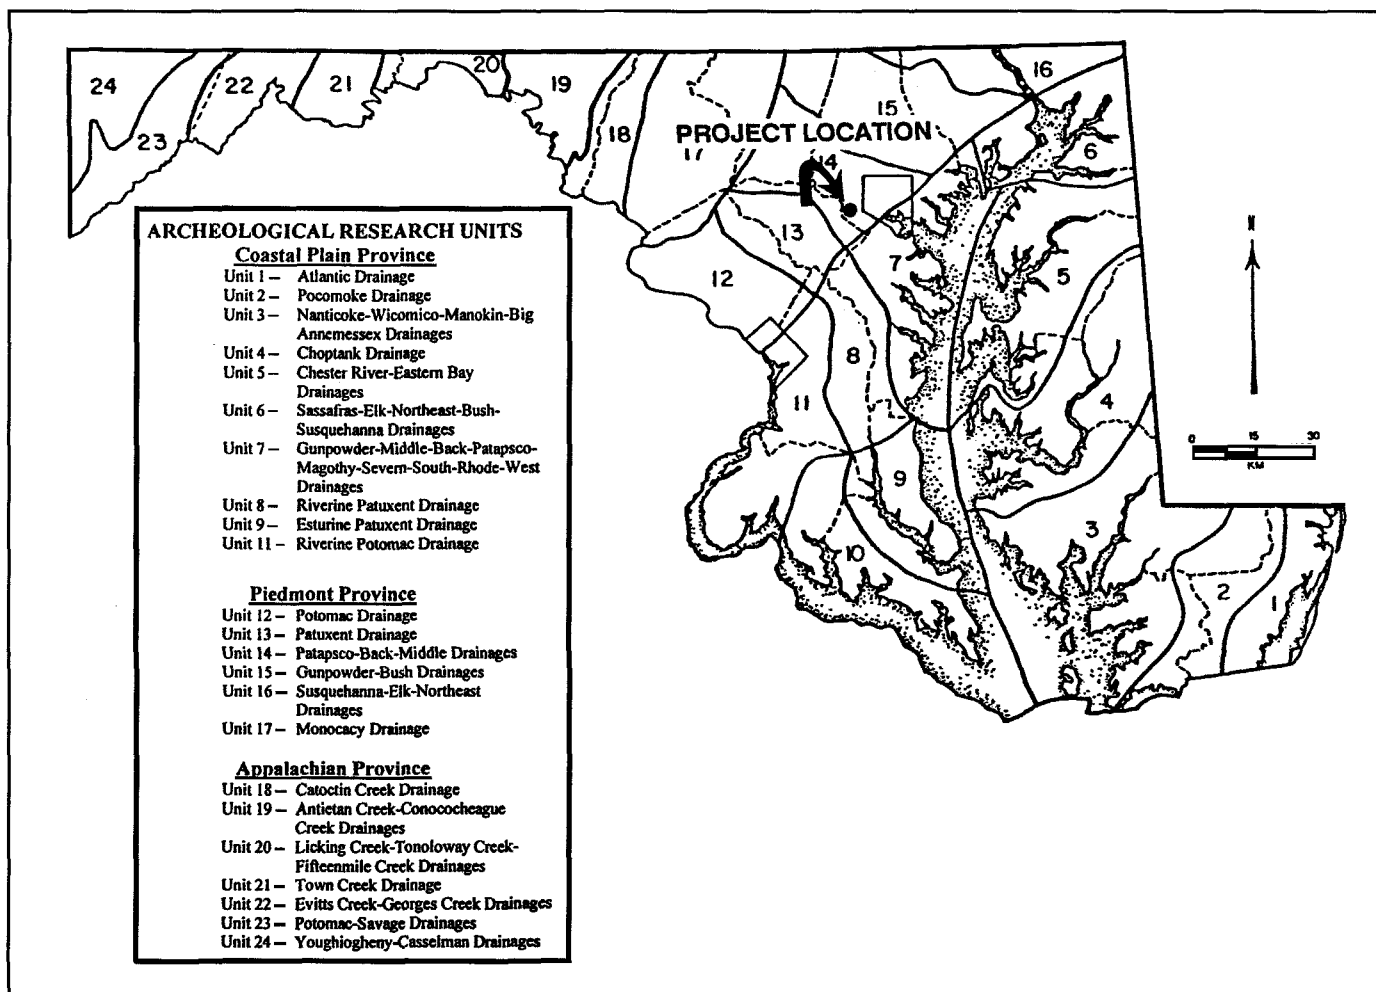 24
23
22
21
20
19
18
17
16
15
PROJECT LOCATION
14
6
13
12
7
5
8
11
4
9
10
3
2
1
N
0 15 30
KM
ARCHEOLOGICAL RESEARCH UNITS
Coastal Plain Province
Unit 1 – Atlantic Drainage
Unit 2 – Pocomoke Drainage
Unit 3 – Nanticoke-Wicomico-Manokin-Big
Annemessex Drainages
Unit 4 – Choptank Drainage
Unit 5 – Chester River-Eastern Bay
Drainages
Unit 6 – Sassafras-Elk-Northeast-Bush-
Susquehanna Drainages
Unit 7 – Gunpowder-Middle-Back-Patapsco-
Magothy-Severn-South-Rhode-West
Drainages
Unit 8 – Riverine Patuxent Drainage
Unit 9 – Esturine Patuxent Drainage
Unit 11 – Riverine Potomac Drainage
Piedmont Province
Unit 12 – Potomac Drainage
Unit 13 – Patuxent Drainage
Unit 14 – Patapsco-Back-Middle Drainages
Unit 15 – Gunpowder-Bush Drainages
Unit 16 – Susquehanna-Elk-Northeast
Drainages
Unit 17 – Monocacy Drainage
Appalachian Province
Unit 18 – Catoctin Creek Drainage
Unit 19 – Antietan Creek-Conococheague
Creek Drainages
Unit 20 – Licking Creek-Tonoloway Creek-
Fifteenmile Creek Drainages
Unit 21 – Town Creek Drainage
Unit 22 – Evitts Creek-Georges Creek Drainages
Unit 23 – Potomac-Savage Drainages
Unit 24 – Youghiogheny-Casselman Drainages